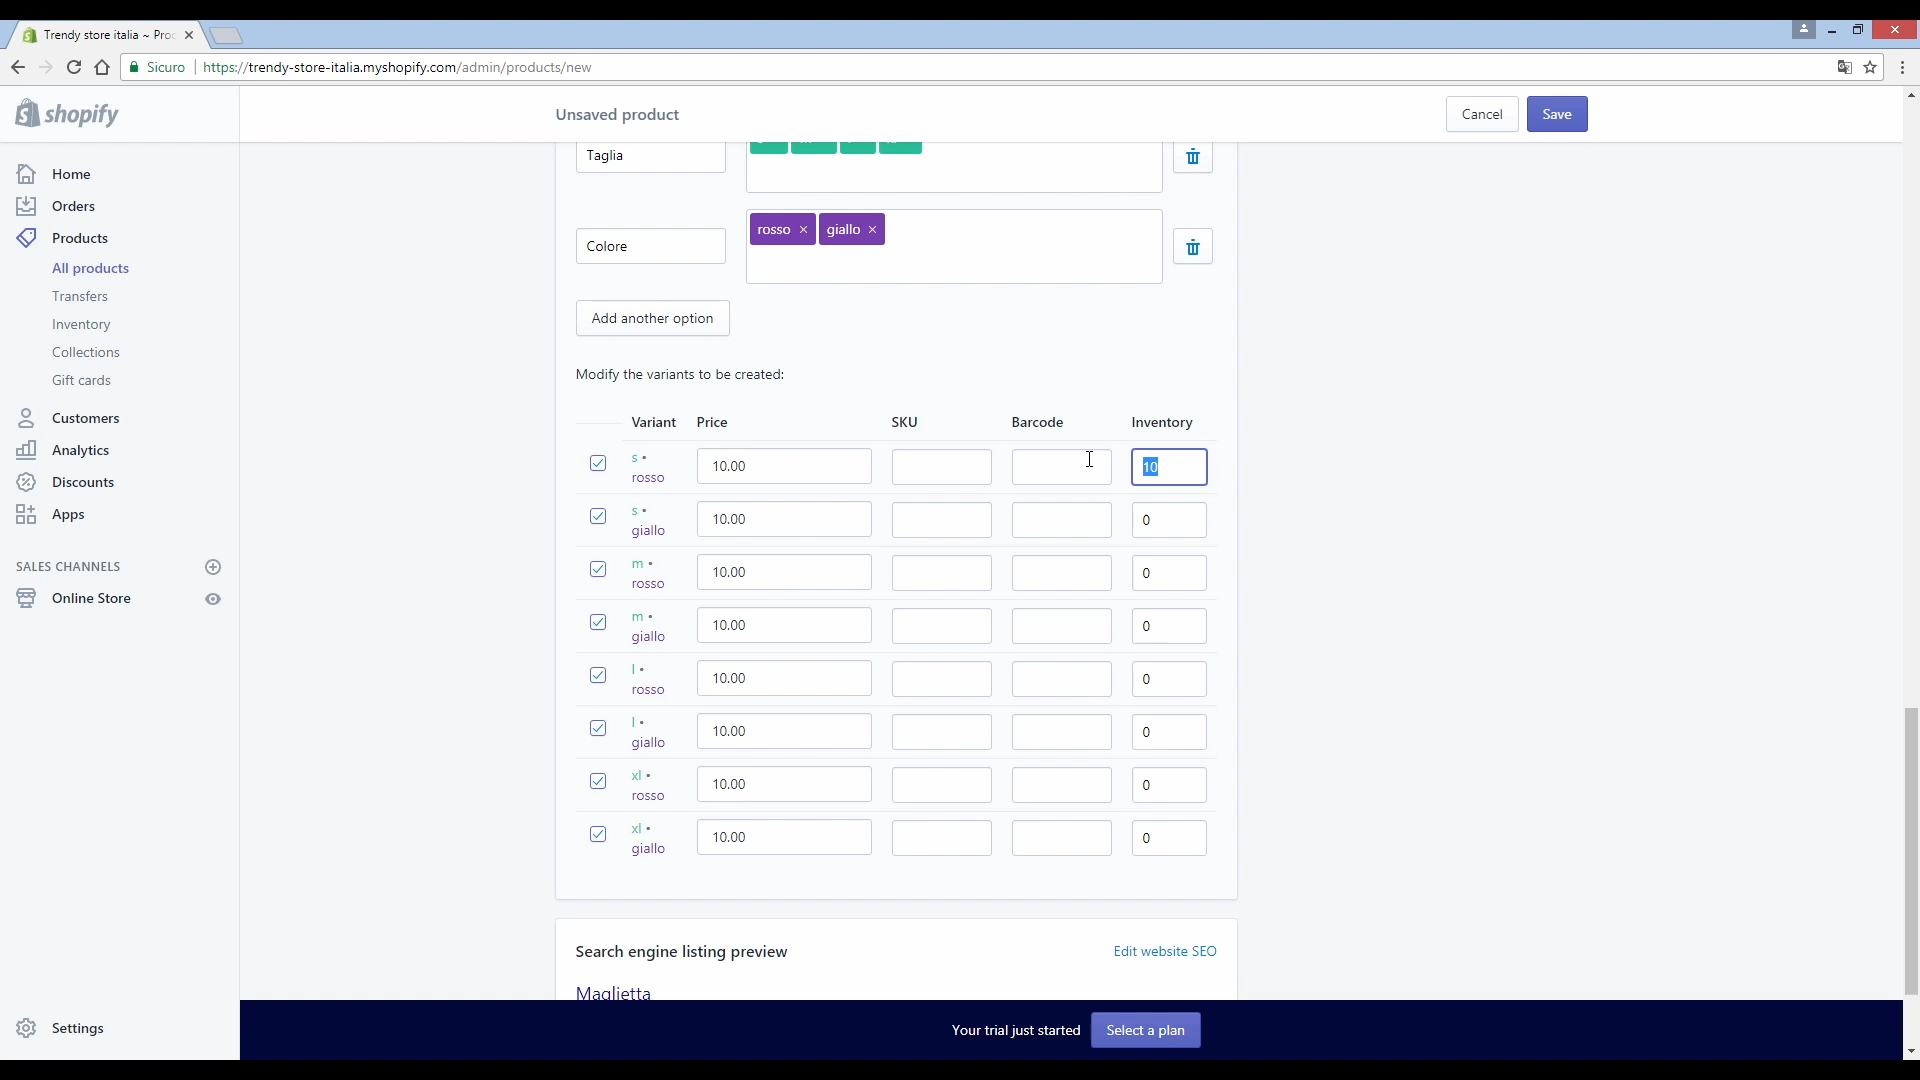 Trendy store italia ~ Proc
Sicuro https://trendy-store-italia.myshopify.com/admin/products/new
shopify
Unsaved product
Cancel
Save
Home
Orders
Products
All products
Transfers
Inventory
Collections
Gift cards
Customers
Analytics
Discounts
Apps
SALES CHANNELS
Online Store
Settings
Taglia
Colore
rosso × giallo ×
Add another option
Modify the variants to be created:
Variant Price SKU Barcode Inventory
s • rosso 10.00 10
s • giallo 10.00 0
m • rosso 10.00 0
m • giallo 10.00 0
l • rosso 10.00 0
l • giallo 10.00 0
xl • rosso 10.00 0
xl • giallo 10.00 0
Search engine listing preview
Edit website SEO
Maglietta
Your trial just started
Select a plan